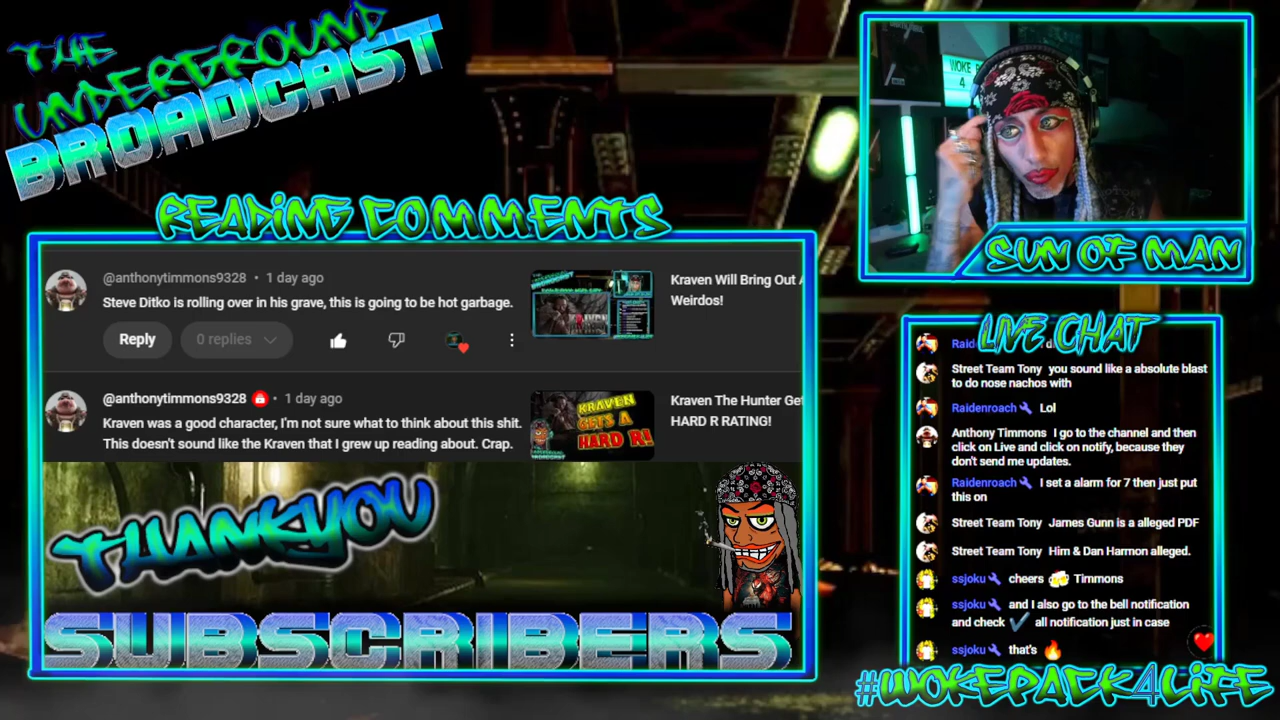 THE
UNDERGROUND
BROADCAST
READING COMMENTS
@anthonytimmons9328 • 1 day ago
Steve Ditko is rolling over in his grave, this is going to be hot garbage.
Reply 0 replies
Kraven Will Bring Out A
Weirdos!
@anthonytimmons9328 • 1 day ago
Kraven was a good character, I'm not sure what to think about this shit.
This doesn't sound like the Kraven that I grew up reading about. Crap.
KRAVEN
GETS A
HARD R!
Kraven The Hunter Get
HARD R RATING!
THANKYOU
SUBSCRIBERS
WOKE P
4
SUN OF MAN
LIVE CHAT
Raid
Street Team Tony you sound like a absolute blast
to do nose nachos with
Raidenroach Lol
Anthony Timmons I go to the channel and then
click on Live and click on notify, because they
don't send me updates.
Raidenroach I set a alarm for 7 then just put
this on
Street Team Tony James Gunn is a alleged PDF
Street Team Tony Him & Dan Harmon alleged.
ssjoku cheers 🍻 Timmons
ssjoku and I also go to the bell notification
and check ✔ all notification just in case
ssjoku that's 🔥
#WOKEPACK4LIFE